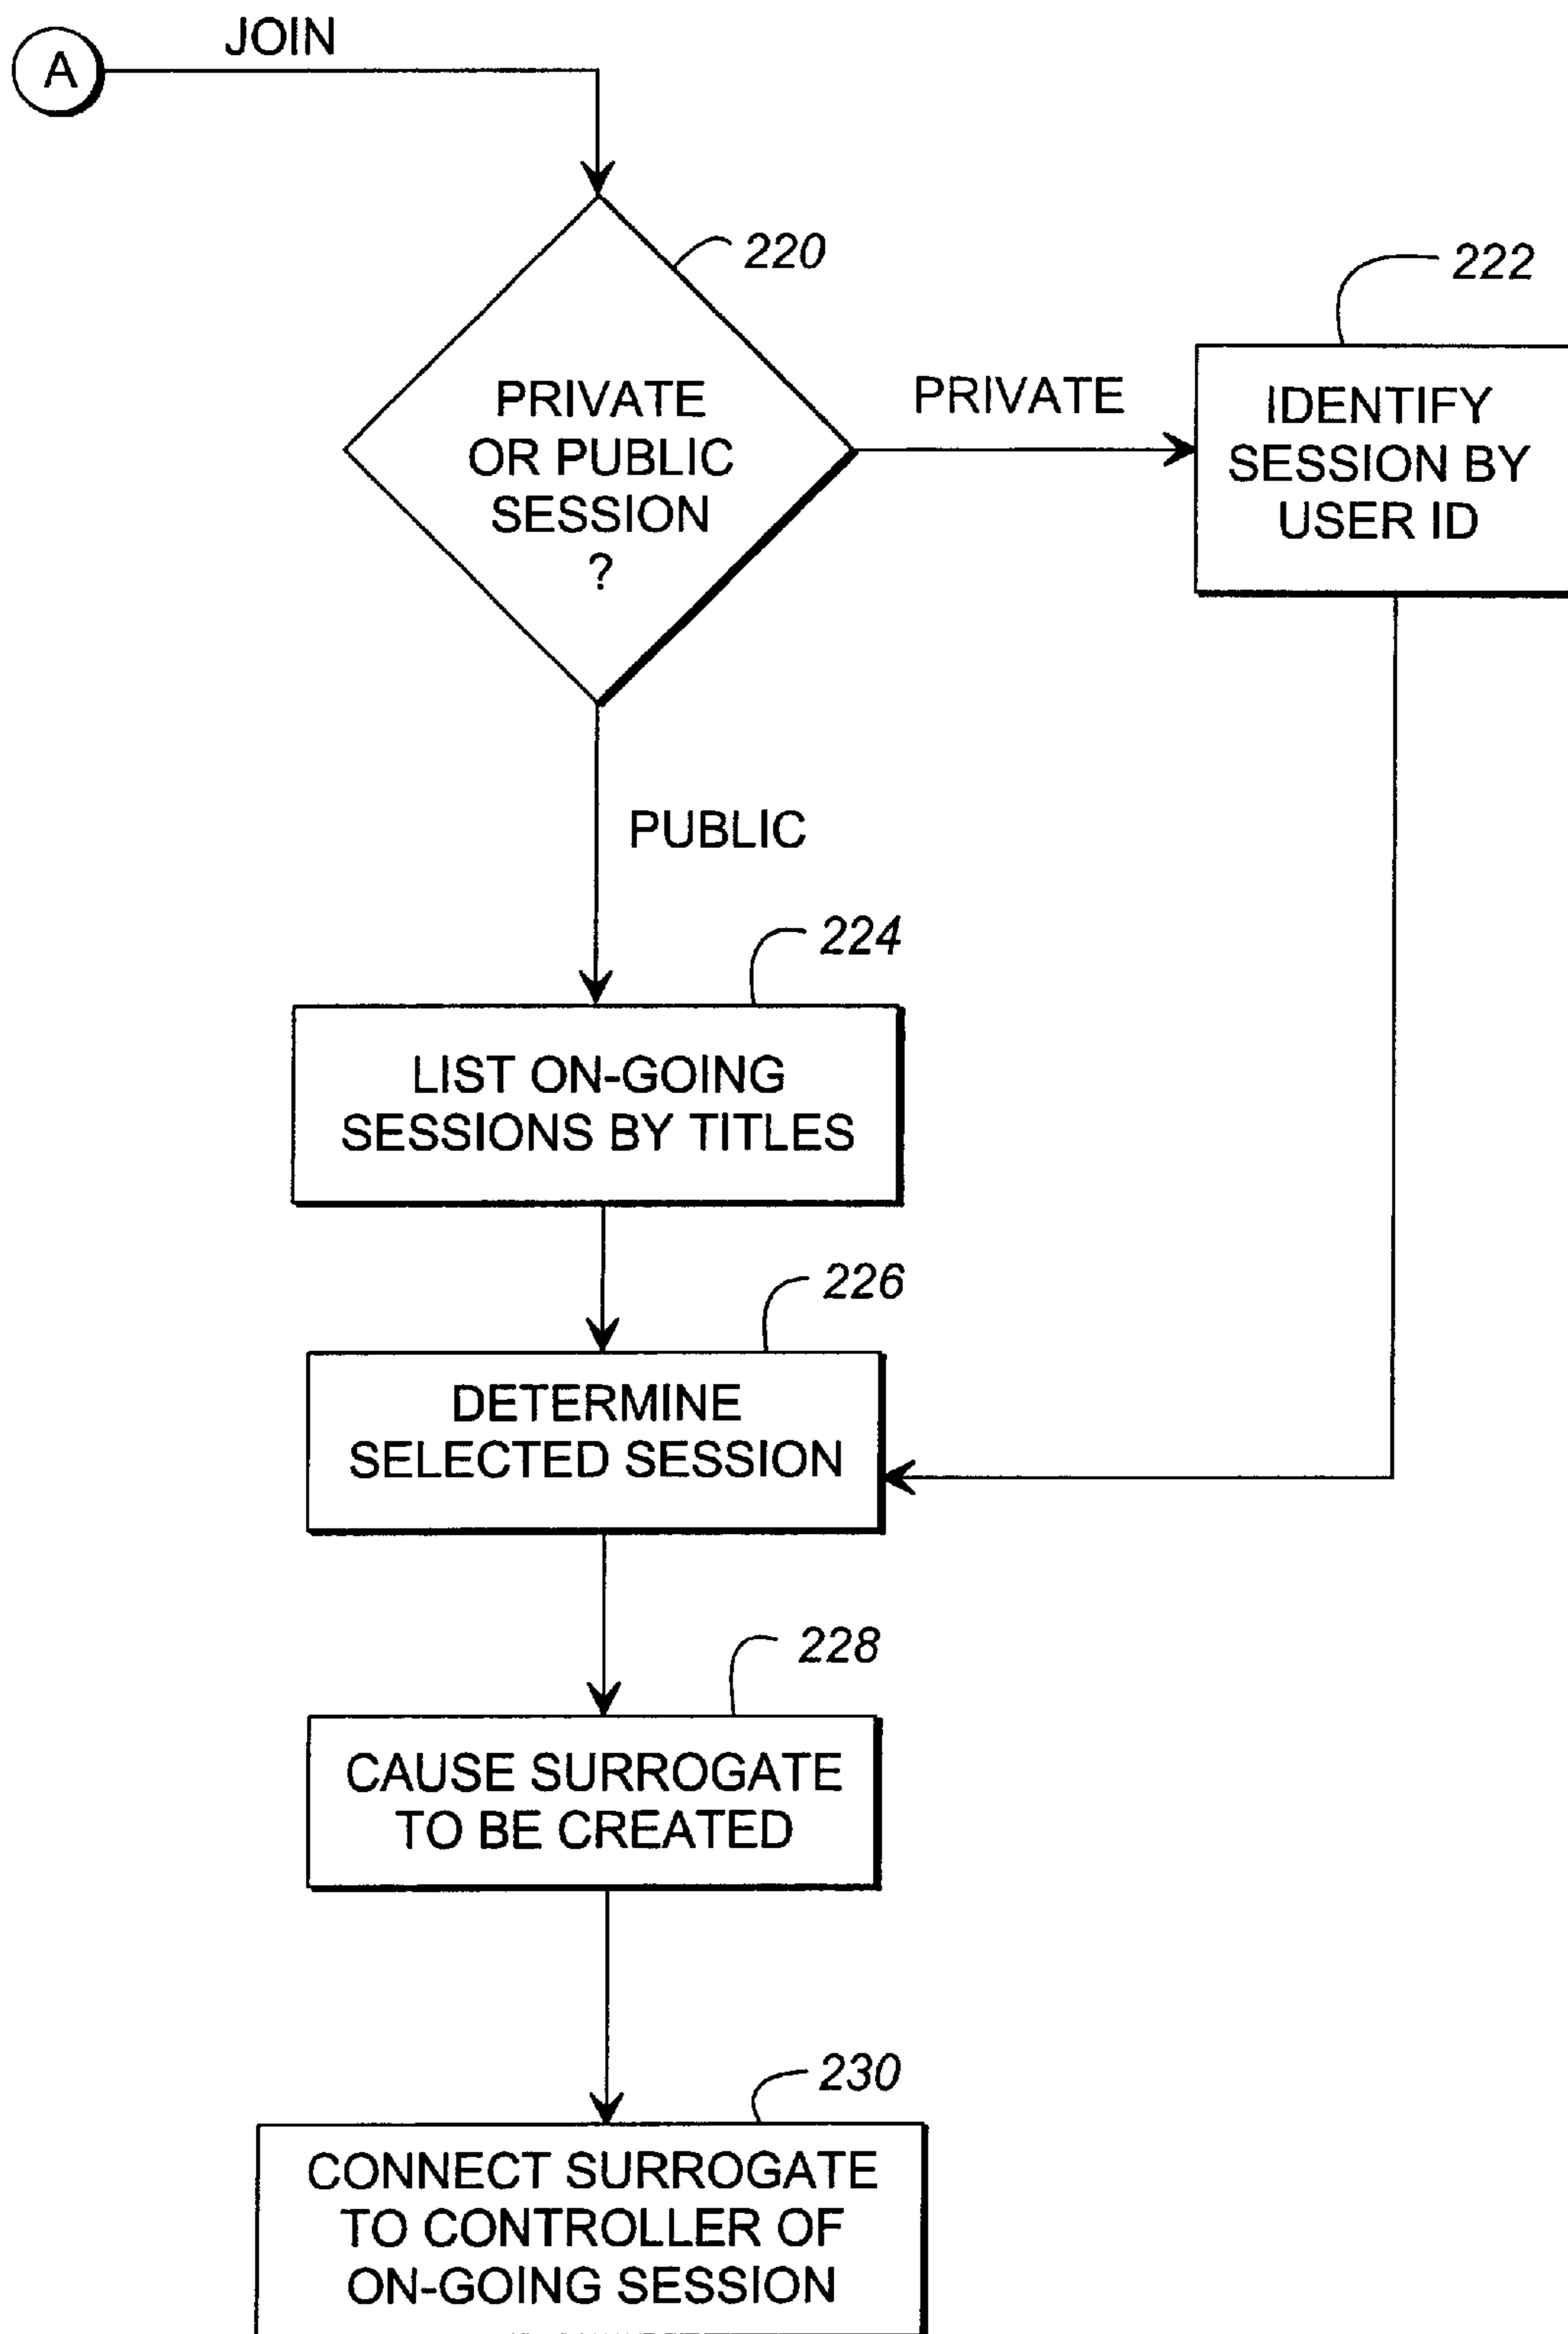 JOIN
A
220
PRIVATE
OR PUBLIC
SESSION
?
PRIVATE
222
IDENTIFY
SESSION BY
USER ID
PUBLIC
224
LIST ON-GOING
SESSIONS BY TITLES
226
DETERMINE
SELECTED SESSION
228
CAUSE SURROGATE
TO BE CREATED
230
CONNECT SURROGATE
TO CONTROLLER OF
ON-GOING SESSION